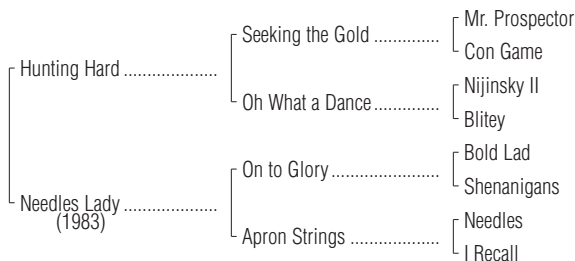 Mr. Prospector
Seeking the Gold ..............
Con Game
Hunting Hard ....................
Nijinsky II
Oh What a Dance ..............
Blitey
Bold Lad
On to Glory .......................
Shenanigans
Needles Lady ....................
(1983)
Needles
Apron Strings ...................
I Recall